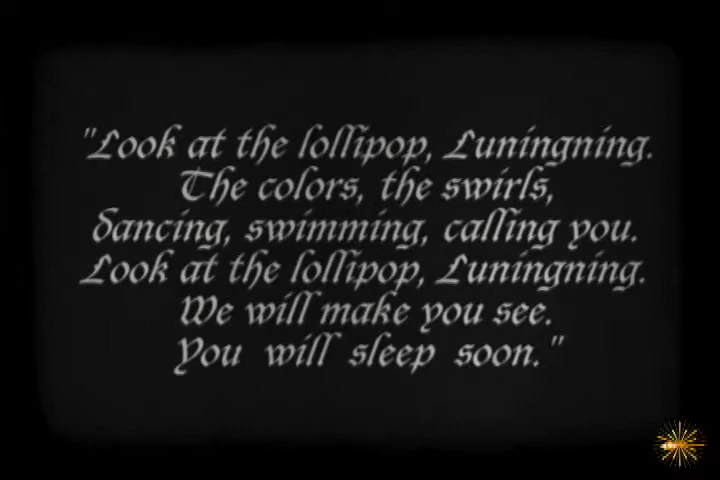 "Look at the lollipop, Luningning.
The colors, the swirls,
dancing, swimming, calling you.
Look at the lollipop, Luningning.
We will make you see.
You will sleep soon."